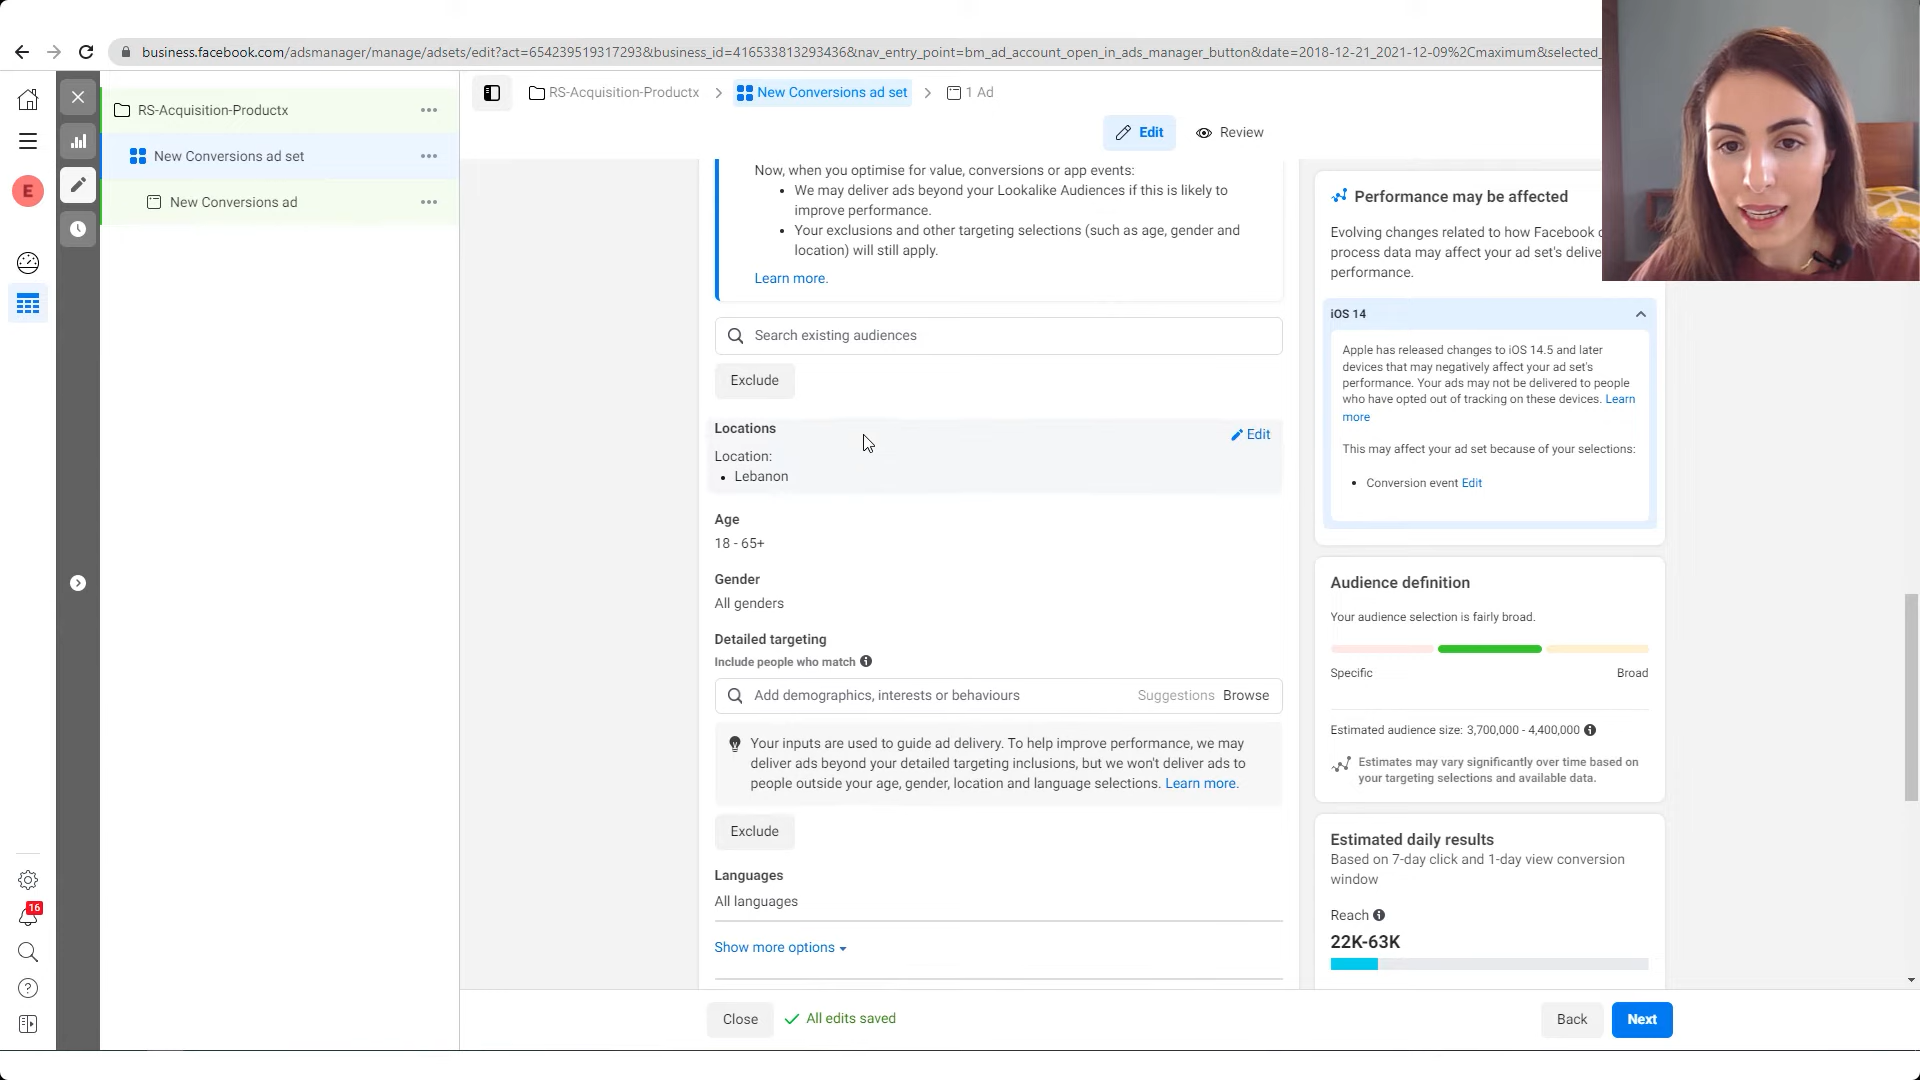 business.facebook.com/adsmanager/manage/adsets/edit?act=654239519317293&business_id=416533813293436&nav_entry_point=bm_ad_account_open_in_ads_manager_button&date=2018-12-21_2021-12-09%2Cmaximum&selected_
RS-Acquisition-Productx
New Conversions ad set
New Conversions ad
E
16
RS-Acquisition-Productx
New Conversions ad set
1 Ad
Edit
Review
Now, when you optimise for value, conversions or app events:
We may deliver ads beyond your Lookalike Audiences if this is likely to
improve performance.
Your exclusions and other targeting selections (such as age, gender and
location) will still apply.
Learn more.
Search existing audiences
Exclude
Locations
Edit
Location:
Lebanon
Age
18 - 65+
Gender
All genders
Detailed targeting
Include people who match
Add demographics, interests or behaviours
Suggestions
Browse
Your inputs are used to guide ad delivery. To help improve performance, we may
deliver ads beyond your detailed targeting inclusions, but we won't deliver ads to
people outside your age, gender, location and language selections. Learn more.
Exclude
Languages
All languages
Show more options
Close
All edits saved
Back
Next
Performance may be affected
Evolving changes related to how Facebook
process data may affect your ad set's
performance.
iOS 14
Apple has released changes to iOS 14.5 and later
devices that may negatively affect your ad set's
performance. Your ads may not be delivered to people
who have opted out of tracking on these devices. Learn
more
This may affect your ad set because of your selections:
Conversion event Edit
Audience definition
Your audience selection is fairly broad.
Specific
Broad
Estimated audience size: 3,700,000 - 4,400,000
Estimates may vary significantly over time based on
your targeting selections and available data.
Estimated daily results
Based on 7-day click and 1-day view conversion
window
Reach
22K-63K